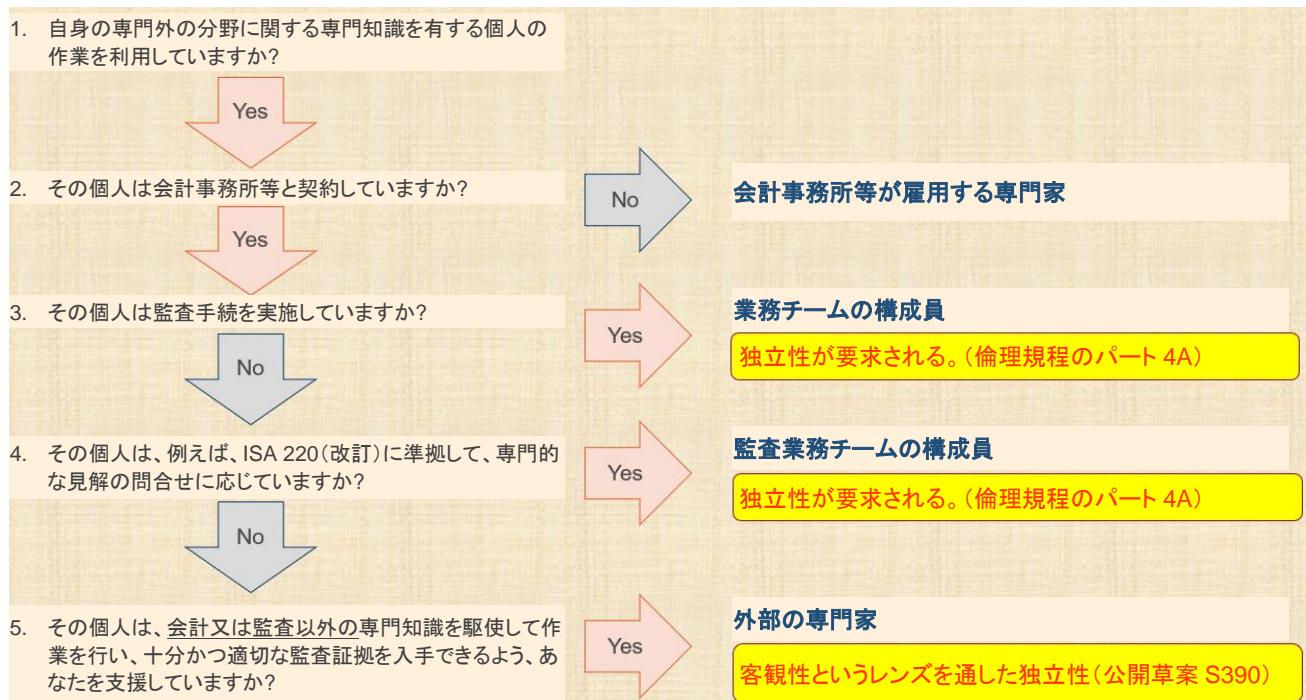 1. 自身の専門外の分野に関する専門知識を有する個人の
作業を利用していますか?
Yes
2. その個人は会計事務所等と契約していますか?
No
会計事務所等が雇用する専門家
Yes
3. その個人は監査手続を実施していますか?
Yes
業務チームの構成員
独立性が要求される。(倫理規程のパート 4A)
No
4. その個人は、例えば、ISA 220(改訂)に準拠して、専門的
な見解の問合せに応じていますか?
Yes
監査業務チームの構成員
独立性が要求される。(倫理規程のパート 4A)
No
5. その個人は、会計又は監査以外の専門知識を駆使して作
業を行い、十分かつ適切な監査証拠を入手できるよう、あ
なたを支援していますか?
Yes
外部の専門家
客観性というレンズを通した独立性(公開草案 S390)